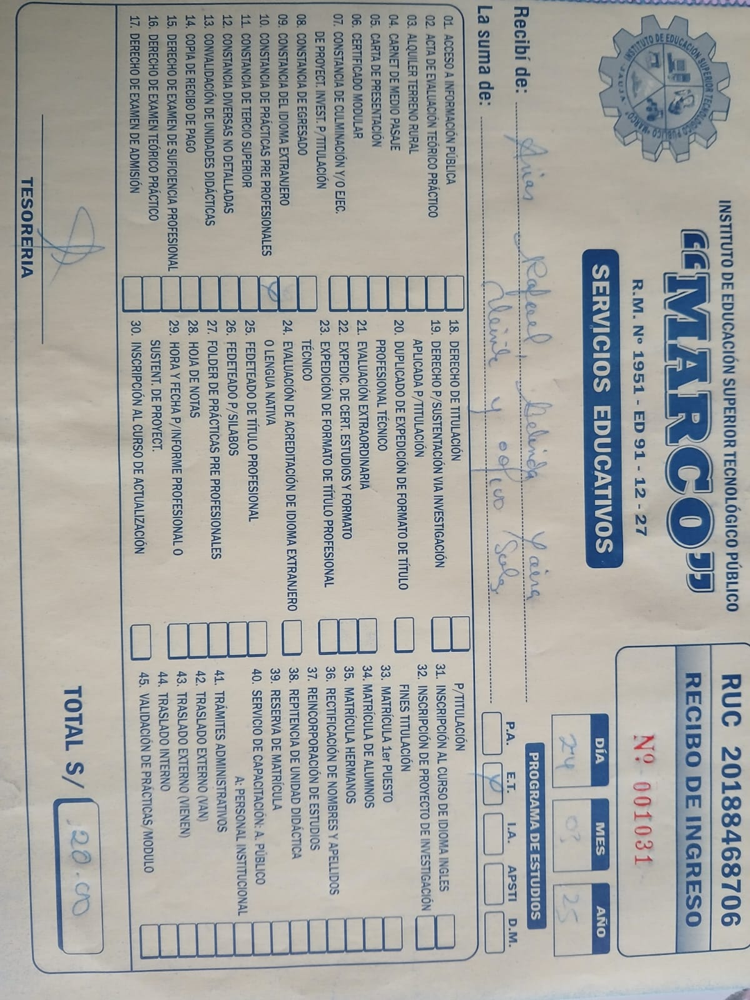 INSTITUTO DE EDUCACIÓN SUPERIOR TECNOLÓGICO PÚBLICO
"MARCO"
R.M. Nº 1951 - ED 91 - 12 - 27
SERVICIOS EDUCATIVOS
INSTITUTO DE EDUCACIÓN SUPERIOR TECNOLÓGICO PÚBLICO "MARCO"
- JAUJA -
RUC 20188468706
RECIBO DE INGRESO
Nº 001031
DÍA MES AÑO
24 03 25
PROGRAMA DE ESTUDIOS
P.A. E.T. I.A. APSTI D.M.
Recibí de: Arias Rafael, Belinda Yaira
La suma de: Veinte y 00/100 Soles
01. ACCESO A INFORMACIÓN PÚBLICA
02. ACTA DE EVALUACIÓN TEÓRICO PRÁCTICO
03. ALQUILER TERRENO RURAL
04. CARNET DE MEDIO PASAJE
05. CARTA DE PRESENTACIÓN
06. CERTIFICADO MODULAR
07. CONSTANCIA DE CULMINACIÓN Y/O EJEC.
DE PROYECT. INVEST. P/TITULACIÓN
08. CONSTANCIA DE EGRESADO
09. CONSTANCIA DEL IDIOMA EXTRANJERO
10. CONSTANCIA DE PRÁCTICAS PRE PROFESIONALES
11. CONSTANCIA DE TERCIO SUPERIOR
12. CONSTANCIA DIVERSAS NO DETALLADAS
13. CONVALIDACIÓN DE UNIDADES DIDÁCTICAS
14. COPIA DE RECIBO DE PAGO
15. DERECHO DE EXAMEN DE SUFICIENCIA PROFESIONAL
16. DERECHO DE EXAMEN TEÓRICO PRÁCTICO
17. DERECHO DE EXAMEN DE ADMISIÓN
18. DERECHO DE TITULACIÓN
19. DERECHO P/SUSTENTACIÓN VIA INVESTIGACIÓN
APLICADA P/TITULACIÓN
20. DUPLICADO DE EXPEDICIÓN DE FORMATO DE TÍTULO
PROFESIONAL TÉCNICO
21. EVALUACIÓN EXTRAORDINARIA
22. EXPEDIC. DE CERT. ESTUDIOS Y FORMATO
23. EXPEDICIÓN DE FORMATO DE TÍTULO PROFESIONAL
TÉCNICO
24. EVALUACIÓN DE ACREDITACIÓN DE IDIOMA EXTRANJERO
O LENGUA NATIVA
25. FEDETEADO DE TÍTULO PROFESIONAL
26. FEDETEADO P/SILABOS
27. FOLDER DE PRÁCTICAS PRE PROFESIONALES
28. HOJA DE NOTAS
29. HORA Y FECHA P/INFORME PROFESIONAL O
SUSTENT. DE PROYECT.
30. INSCRIPCIÓN AL CURSO DE ACTUALIZACIÓN
P/TITULACIÓN
31. INSCRIPCIÓN AL CURSO DE IDIOMA INGLES
32. INSCRIPCIÓN DE PROYECTO DE INVESTIGACIÓN
FINES TITULACIÓN
33. MATRÍCULA 1er PUESTO
34. MATRÍCULA DE ALUMNOS
35. MATRÍCULA HERMANOS
36. RECTIFICACIÓN DE NOMBRES Y APELLIDOS
37. REINCORPORACIÓN DE ESTUDIOS
38. REPITENCIA DE UNIDAD DIDÁCTICA
39. RESERVA DE MATRÍCULA
40. SERVICIO DE CAPACITACIÓN: A. PÚBLICO
A: PERSONAL INSTITUCIONAL
41. TRÁMITES ADMINISTRATIVOS
42. TRASLADO EXTERNO (VAN)
43. TRASLADO EXTERNO (VIENEN)
44. TRASLADO INTERNO
45. VALIDACIÓN DE PRÁCTICAS/MODULO
TESORERIA
TOTAL S/ 20.00